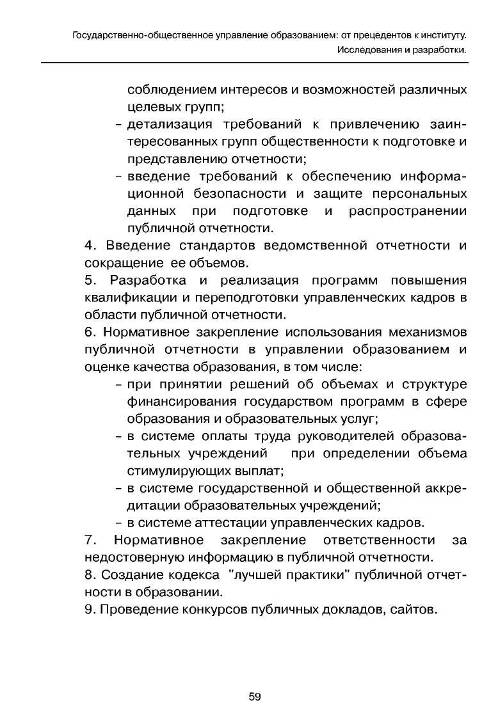 Государственно-общественное управление образованием: от прецедентов к институту.
Исследования и разработки.
соблюдением интересов и возможностей различных
целевых групп;
– детализация требований к привлечению заин-
тересованных групп общественности к подготовке и
представлению отчетности;
– введение требований к обеспечению информа-
ционной безопасности и защите персональных
данных при подготовке и распространении
публичной отчетности.
4. Введение стандартов ведомственной отчетности и
сокращение ее объемов.
5. Разработка и реализация программ повышения
квалификации и переподготовки управленческих кадров в
области публичной отчетности.
6. Нормативное закрепление использования механизмов
публичной отчетности в управлении образованием и
оценке качества образования, в том числе:
– при принятии решений об объемах и структуре
финансирования государством программ в сфере
образования и образовательных услуг;
– в системе оплаты труда руководителей образова-
тельных учреждений при определении объема
стимулирующих выплат;
– в системе государственной и общественной аккре-
дитации образовательных учреждений;
– в системе аттестации управленческих кадров.
7. Нормативное закрепление ответственности за
недостоверную информацию в публичной отчетности.
8. Создание кодекса "лучшей практики" публичной отчет-
ности в образовании.
9. Проведение конкурсов публичных докладов, сайтов.
59